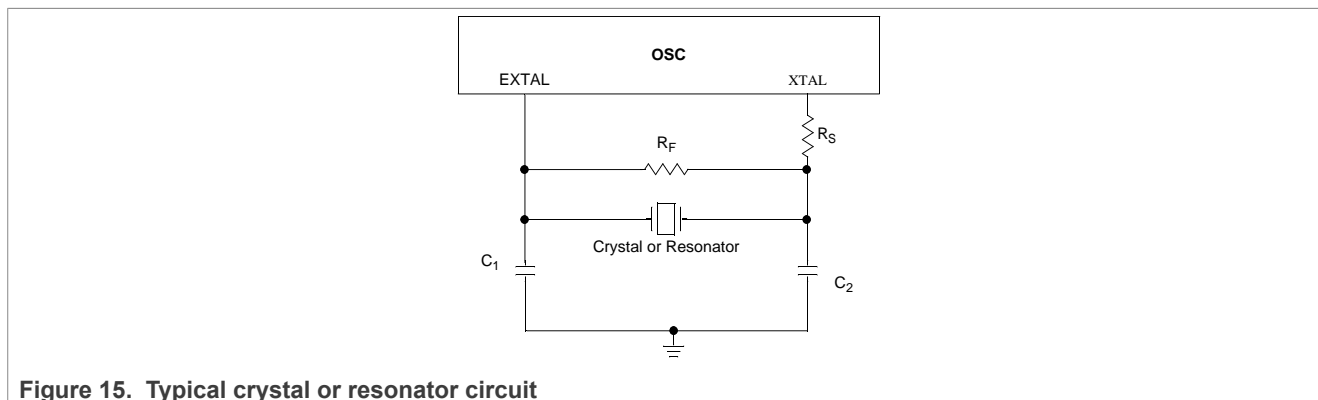 OSC
EXTAL
XTAL
RS
RF
Crystal or Resonator
C1
C2
Figure 15. Typical crystal or resonator circuit